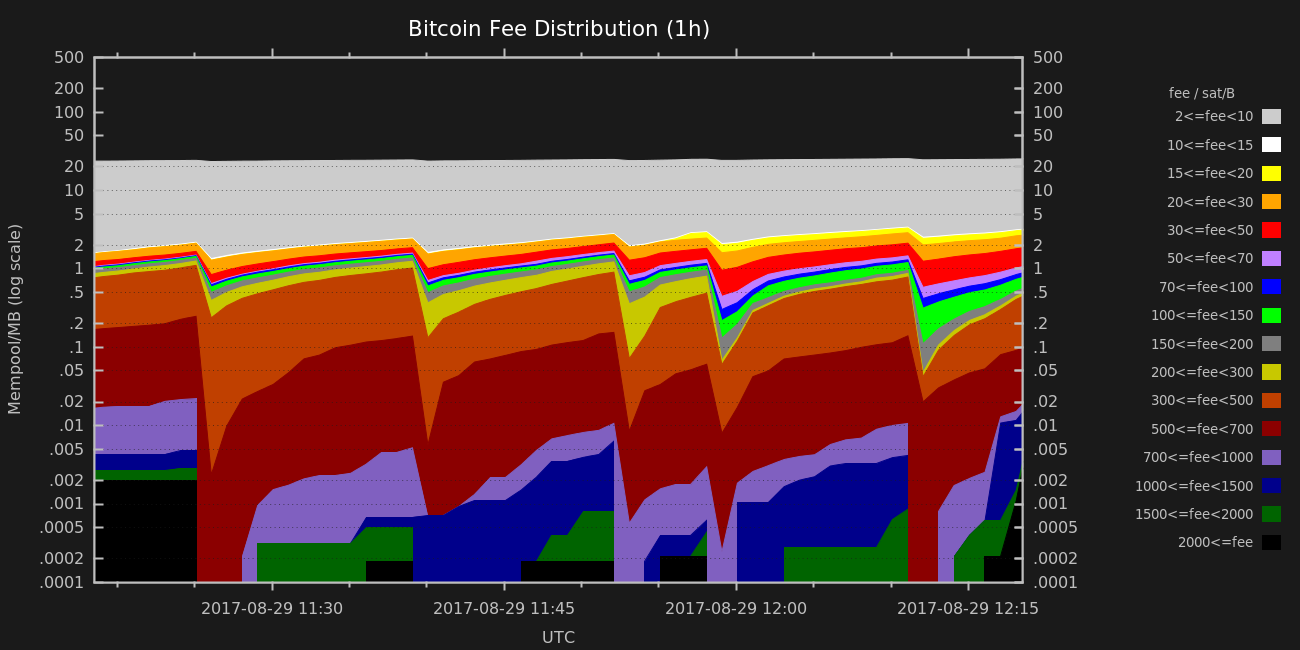 Bitcoin Fee Distribution (1h)
500 500
200 200
100 100
50 50
20 20
10 10
5 5
2 2
1 1
.5 .5
.2 .2
.1 .1
.05 .05
.02 .02
.01 .01
.005 .005
.002 .002
.001 .001
.0005 .0005
.0002 .0002
.0001 .0001
Mempool/MB (log scale)
2017-08-29 11:30 2017-08-29 11:45 2017-08-29 12:00 2017-08-29 12:15
UTC
fee / sat/B
2<=fee<10
10<=fee<15
15<=fee<20
20<=fee<30
30<=fee<50
50<=fee<70
70<=fee<100
100<=fee<150
150<=fee<200
200<=fee<300
300<=fee<500
500<=fee<700
700<=fee<1000
1000<=fee<1500
1500<=fee<2000
2000<=fee